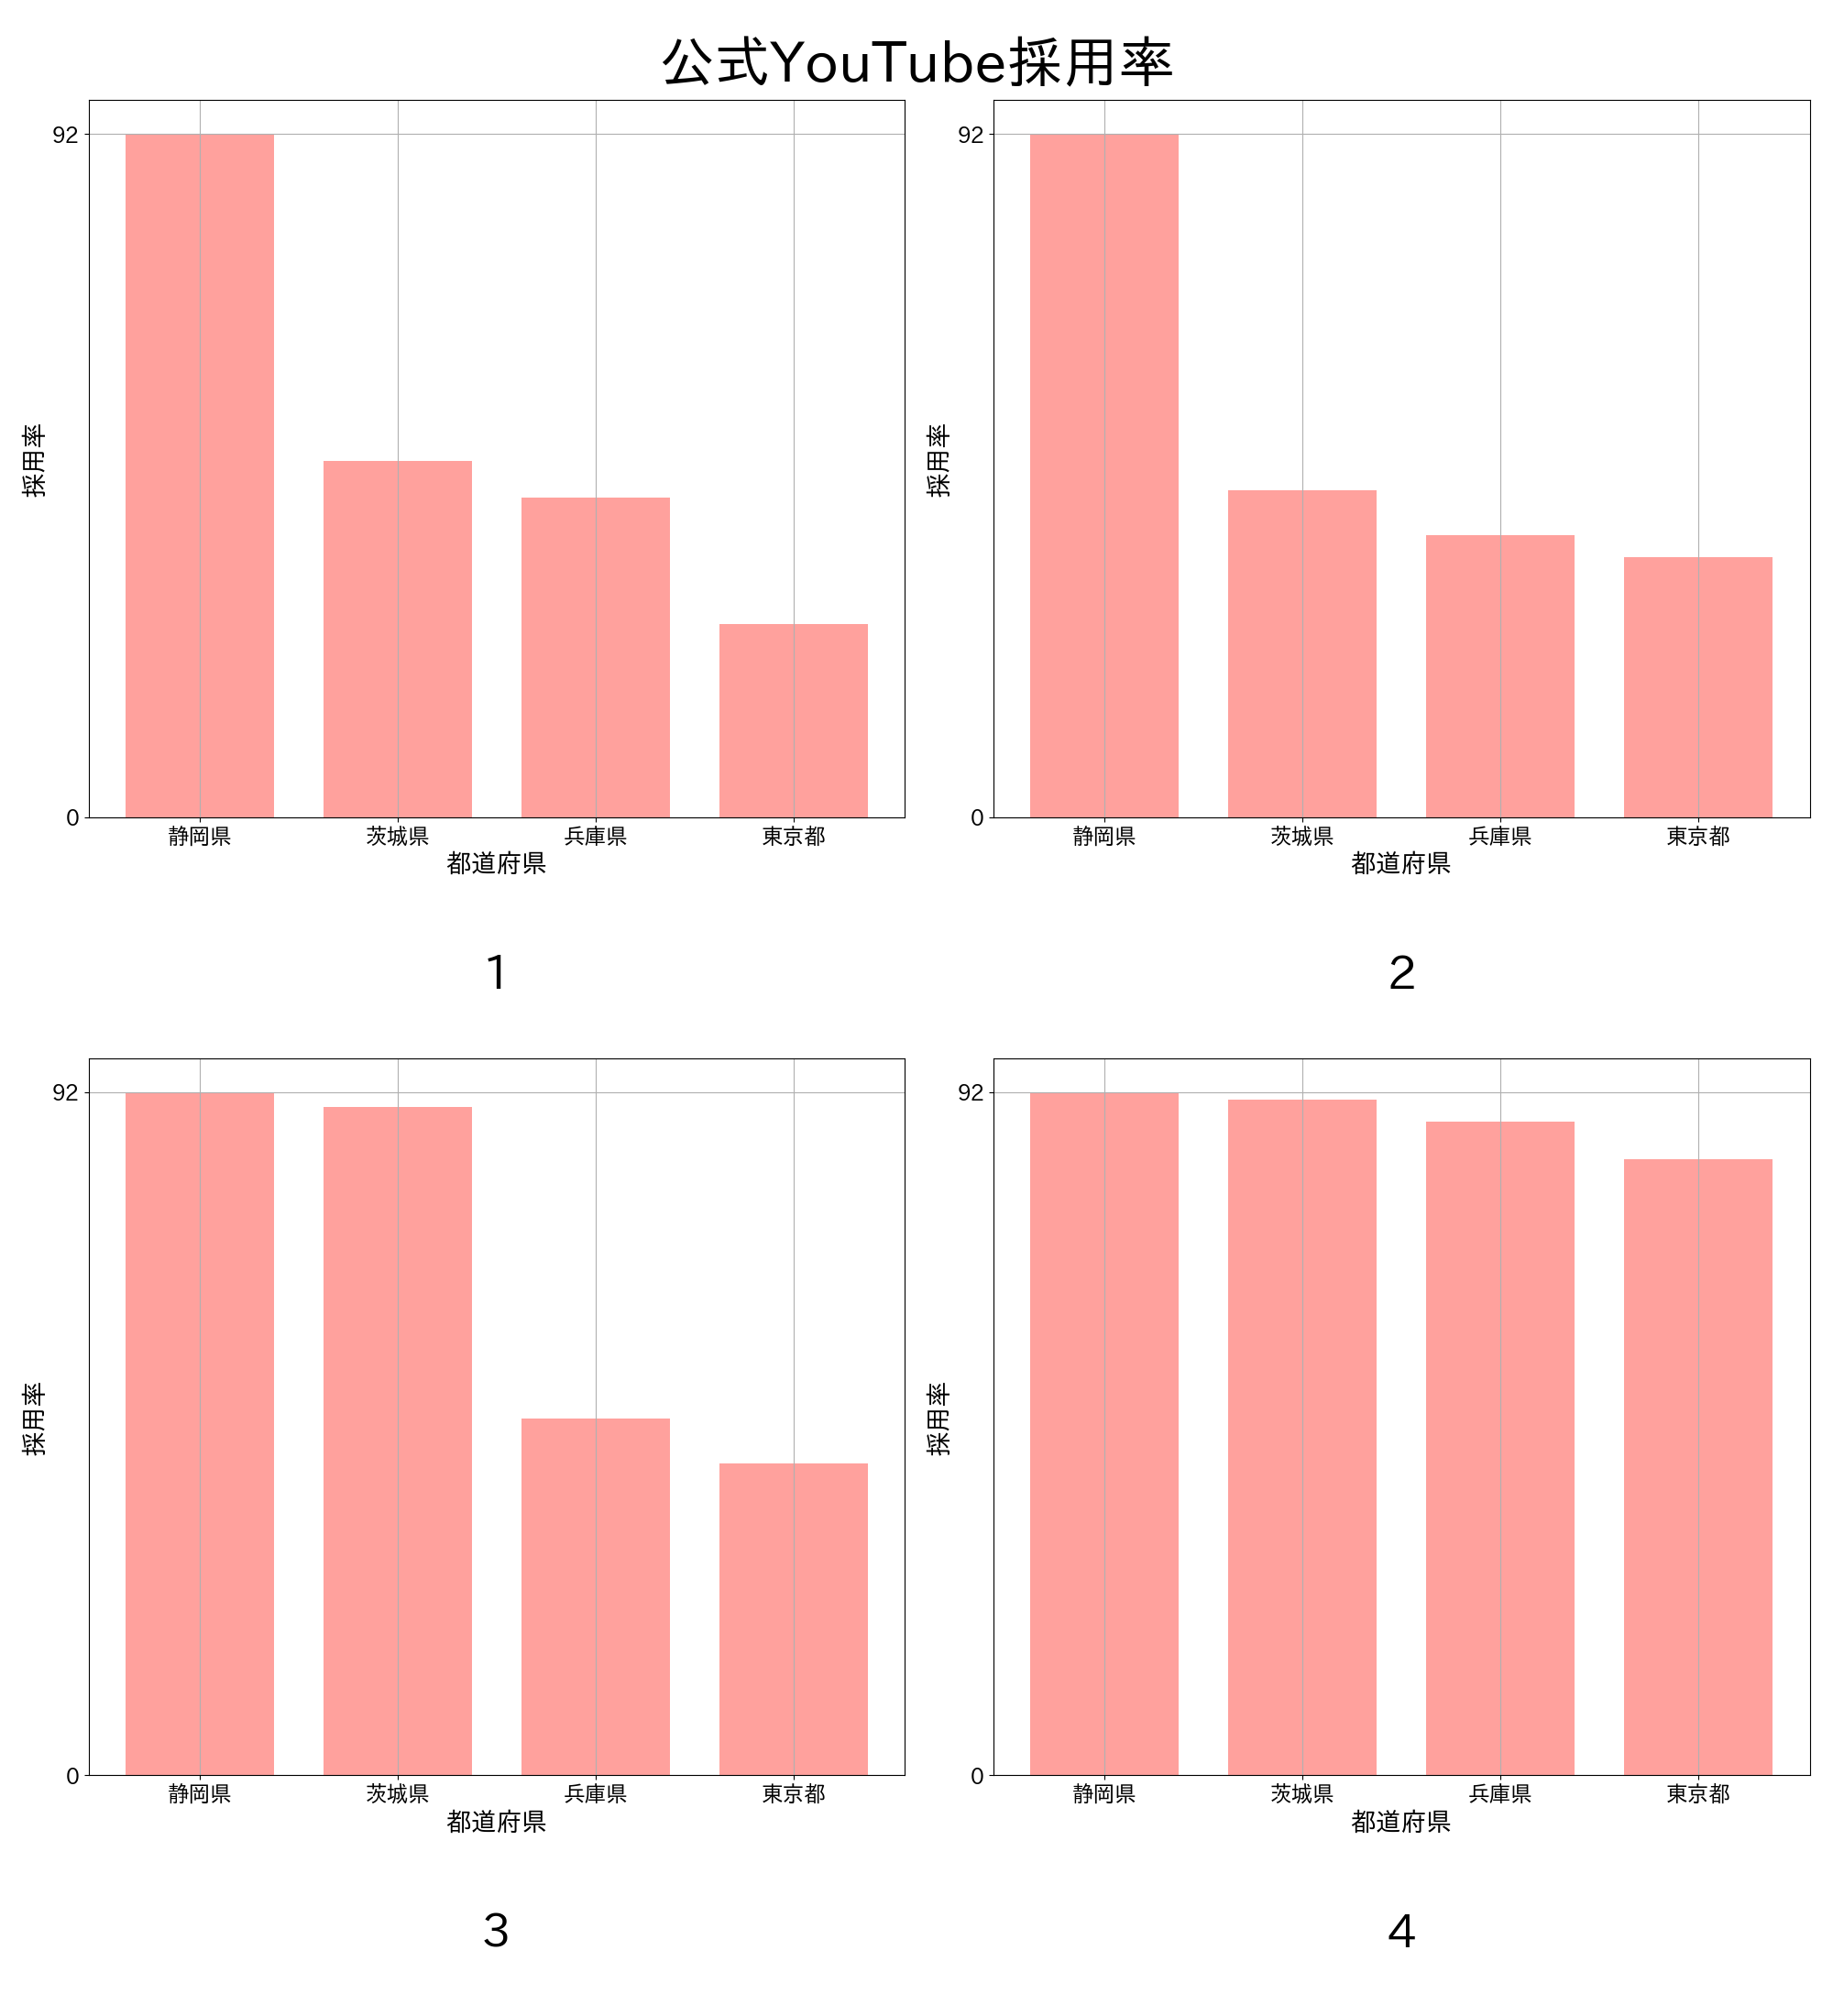 公式YouTube採用率
92
0
採用率
静岡県 茨城県 兵庫県 東京都
都道府県
1
92
0
採用率
静岡県 茨城県 兵庫県 東京都
都道府県
2
92
0
採用率
静岡県 茨城県 兵庫県 東京都
都道府県
3
92
0
採用率
静岡県 茨城県 兵庫県 東京都
都道府県
4